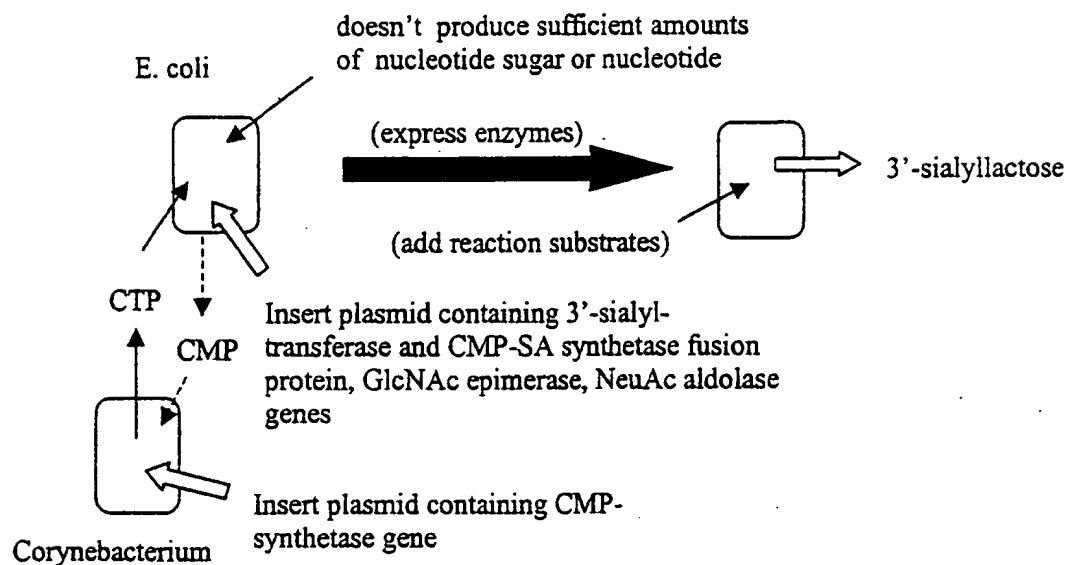 doesn't produce sufficient amounts
of nucleotide sugar or nucleotide
E. coli
(express enzymes)
3'-sialyllactose
(add reaction substrates)
CTP
CMP
Insert plasmid containing 3'-sialyl-
transferase and CMP-SA synthetase fusion
protein, GlcNAc epimerase, NeuAc aldolase
genes
Insert plasmid containing CMP-
synthetase gene
Corynebacterium